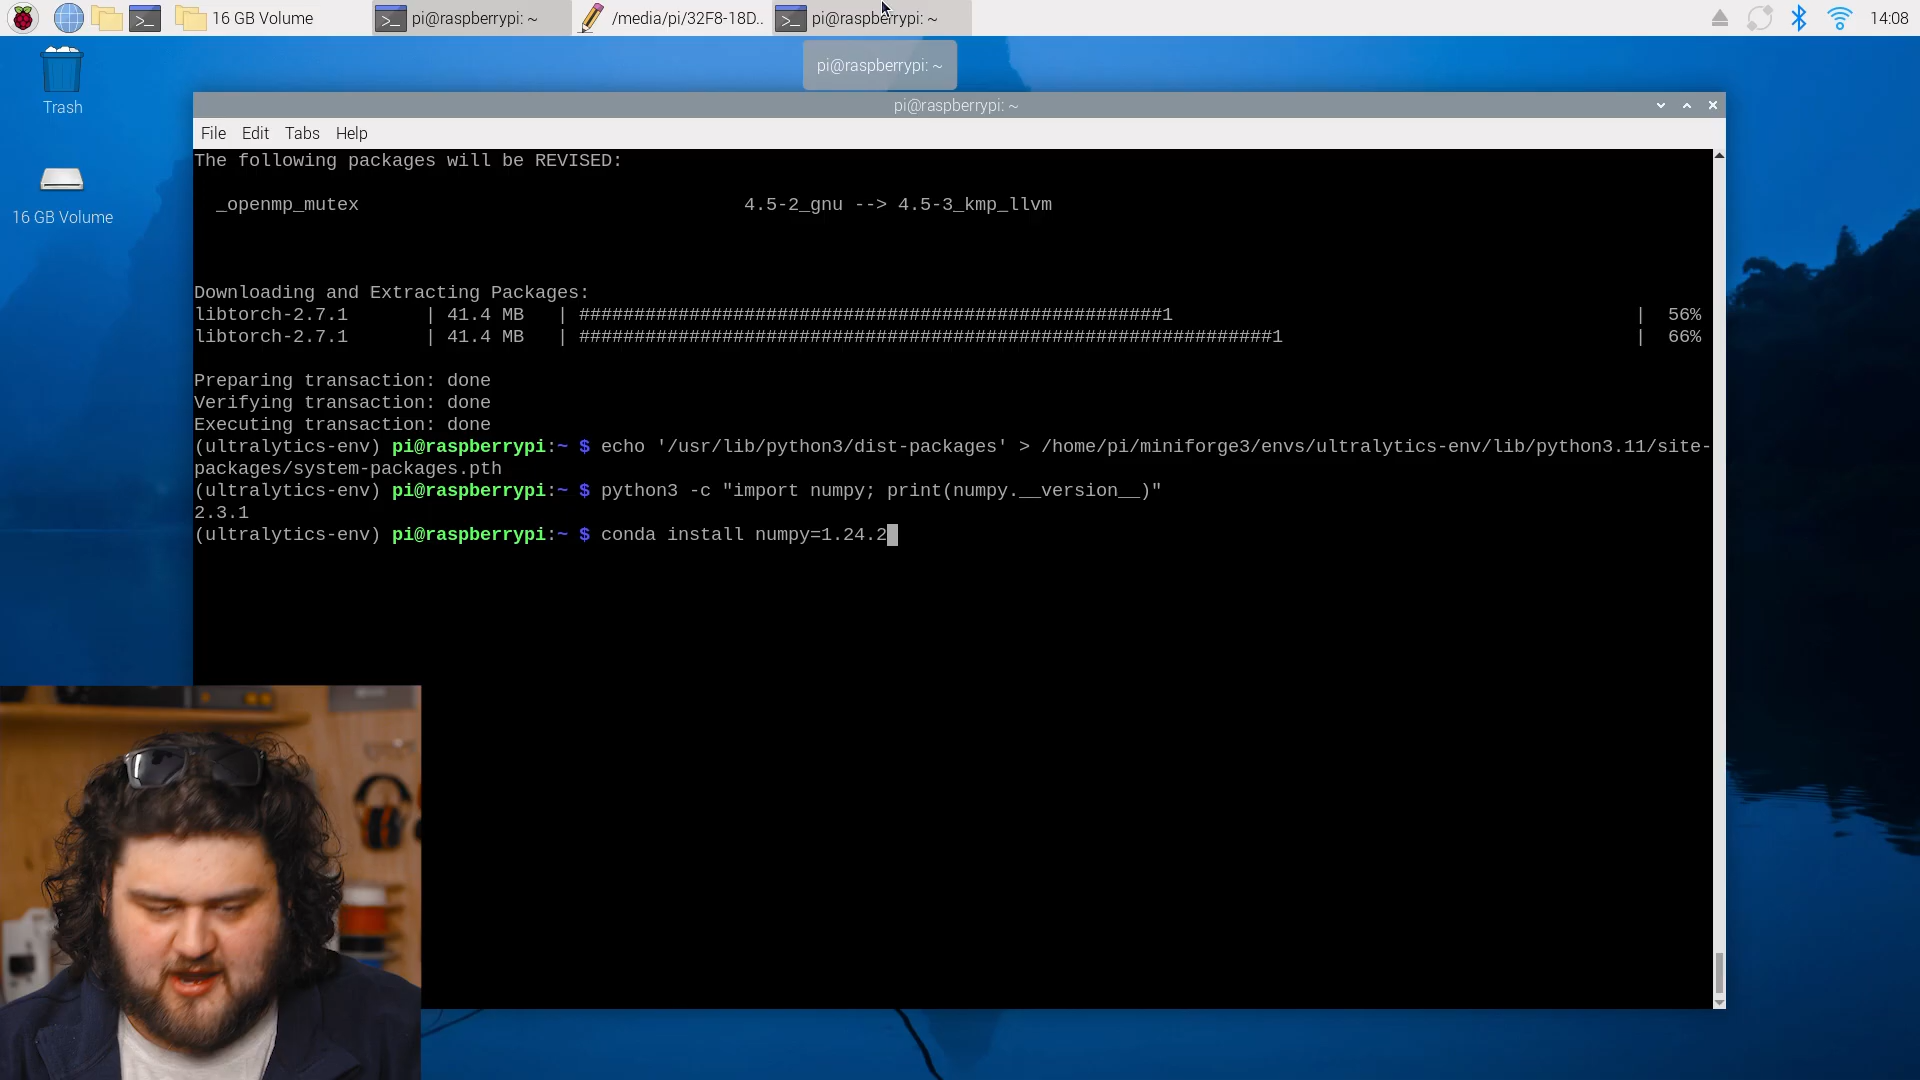 16 GB Volume
pi@raspberrypi: ~
/media/pi/32F8-18D..
pi@raspberrypi: ~
14:08
pi@raspberrypi: ~
Trash
16 GB Volume
pi@raspberrypi: ~
File Edit Tabs Help
The following packages will be REVISED:
_openmp_mutex 4.5-2_gnu --> 4.5-3_kmp_llvm
Downloading and Extracting Packages:
libtorch-2.7.1 | 41.4 MB | #####################################################1 | 56%
libtorch-2.7.1 | 41.4 MB | ###############################################################1 | 66%
Preparing transaction: done
Verifying transaction: done
Executing transaction: done
(ultralytics-env) pi@raspberrypi:~ $ echo '/usr/lib/python3/dist-packages' > /home/pi/miniforge3/envs/ultralytics-env/lib/python3.11/site-
packages/system-packages.pth
(ultralytics-env) pi@raspberrypi:~ $ python3 -c "import numpy; print(numpy.__version__)"
2.3.1
(ultralytics-env) pi@raspberrypi:~ $ conda install numpy=1.24.2